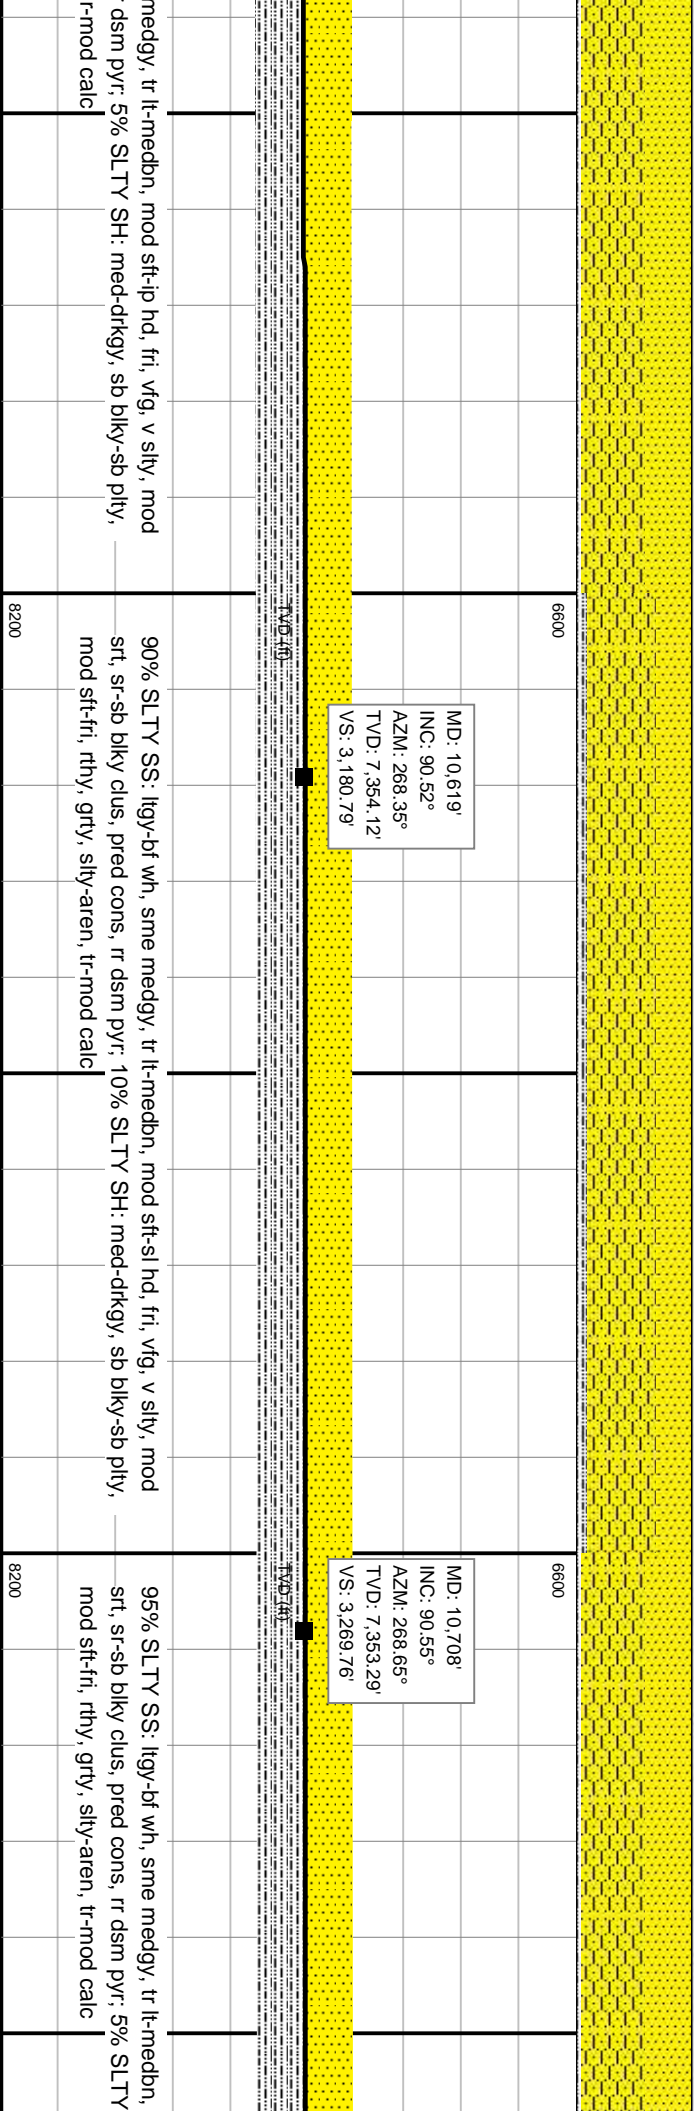 medgy, tr lt-medbn, mod sft-ip hd, fri, vfg, v slty, mod
dsm pyr; 5% SLTY SH: med-drkgy, sb blky-sb plty,
r-mod calc
6600
TVD (ft)
8200
MD: 10,619'
INC: 90.52°
AZM: 268.35°
TVD: 7,354.12'
VS: 3,180.79'
90% SLTY SS: ltgy-bf wh, sme medgy, tr lt-medbn, mod sft-sl hd, fri, vfg, v slty, mod
srt, sr-sb blky clus, pred cons, rr dsm pyr; 10% SLTY SH: med-drkgy, sb blky-sb plty,
mod sft-fri, rthy, grty, slty-aren, tr-mod calc
6600
TVD (ft)
8200
MD: 10,708'
INC: 90.55°
AZM: 268.65°
TVD: 7,353.29'
VS: 3,269.76'
95% SLTY SS: ltgy-bf wh, sme medgy, tr lt-medbn,
srt, sr-sb blky clus, pred cons, rr dsm pyr; 5% SLTY
mod sft-fri, rthy, grty, slty-aren, tr-mod calc